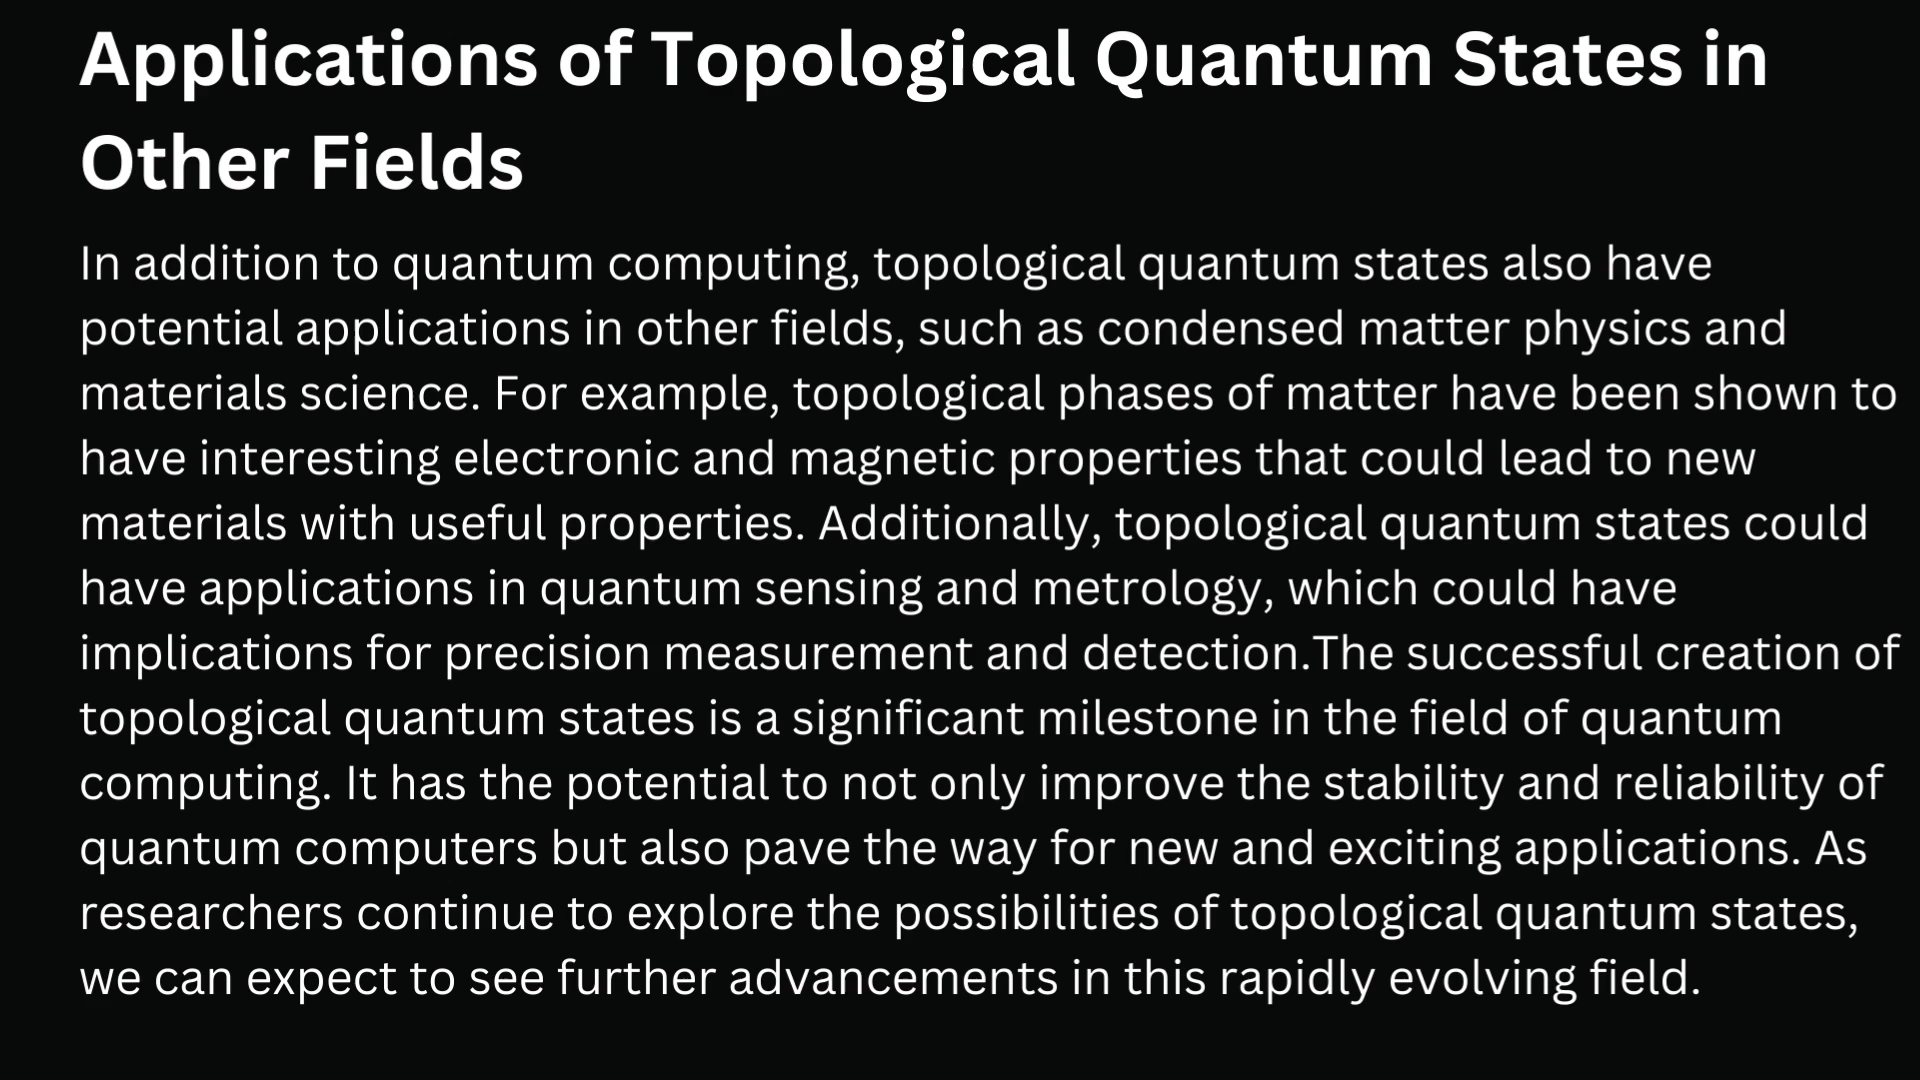 Applications of Topological Quantum States in
Other Fields
In addition to quantum computing, topological quantum states also have
potential applications in other fields, such as condensed matter physics and
materials science. For example, topological phases of matter have been shown to
have interesting electronic and magnetic properties that could lead to new
materials with useful properties. Additionally, topological quantum states could
have applications in quantum sensing and metrology, which could have
implications for precision measurement and detection.The successful creation of
topological quantum states is a significant milestone in the field of quantum
computing. It has the potential to not only improve the stability and reliability of
quantum computers but also pave the way for new and exciting applications. As
researchers continue to explore the possibilities of topological quantum states,
we can expect to see further advancements in this rapidly evolving field.